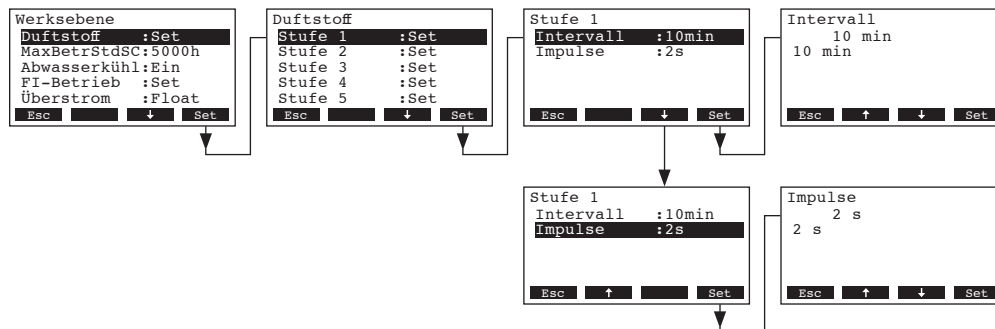 Werksebene
Duftstoff :Set
MaxBetrStdSC:5000h
Abwasserkühl:Ein
FI-Betrieb :Set
Überstrom :Float
Esc ↓ Set
Duftstoff
Stufe 1 :Set
Stufe 2 :Set
Stufe 3 :Set
Stufe 4 :Set
Stufe 5 :Set
Esc ↓ Set
Stufe 1
Intervall :10min
Impulse :2s
Esc ↓ Set
Intervall
10 min
10 min
Esc ↑ ↓ Set
Stufe 1
Intervall :10min
Impulse :2s
Esc ↑ Set
Impulse
2 s
2 s
Esc ↑ ↓ Set